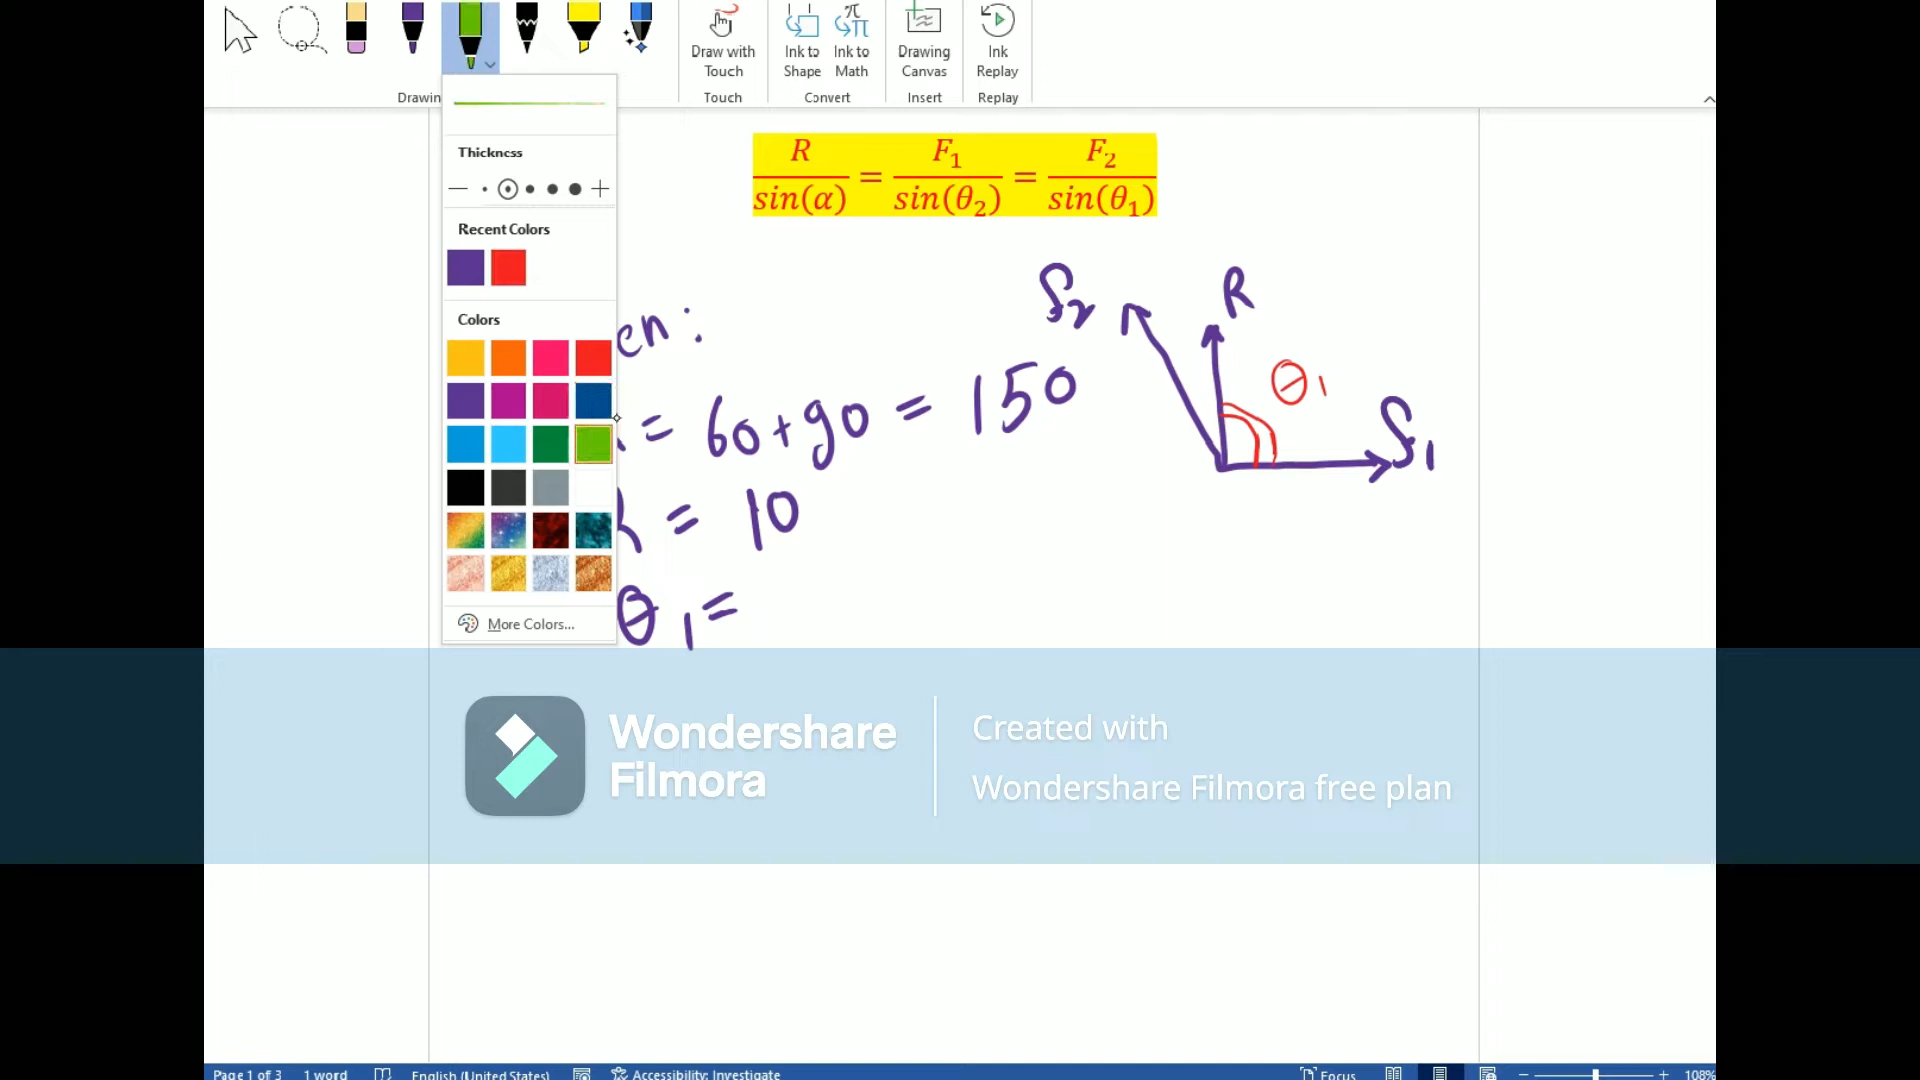 Draw with Touch
Ink to Shape
Ink to Math
Drawing Canvas
Ink Replay
Drawin
Touch
Convert
Insert
Replay
Thickness
Recent Colors
Colors
More Colors...
R/sin(α) = F₁/sin(θ₂) = F₂/sin(θ₁)
en:
= 60+90 = 150
R = 10
θ₁ =
R
θ₁
Wondershare Filmora
Created with
Wondershare Filmora free plan
Page 1 of 3 1 word English (United States) Accessibility: Investigate Focus 108%